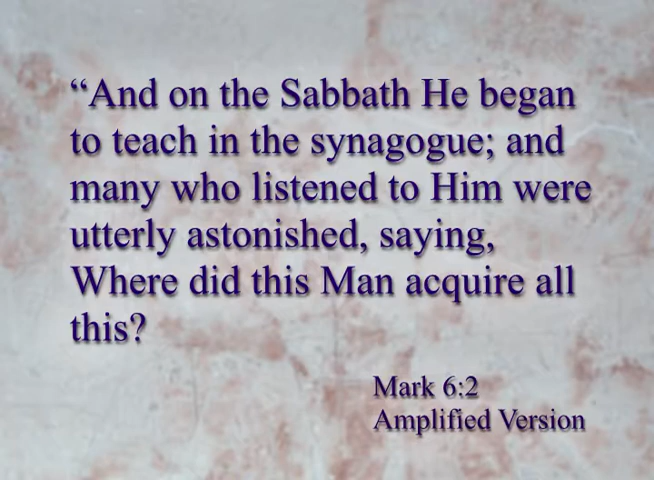 “And on the Sabbath He began
to teach in the synagogue; and
many who listened to Him were
utterly astonished, saying,
Where did this Man acquire all
this?
Mark 6:2
Amplified Version